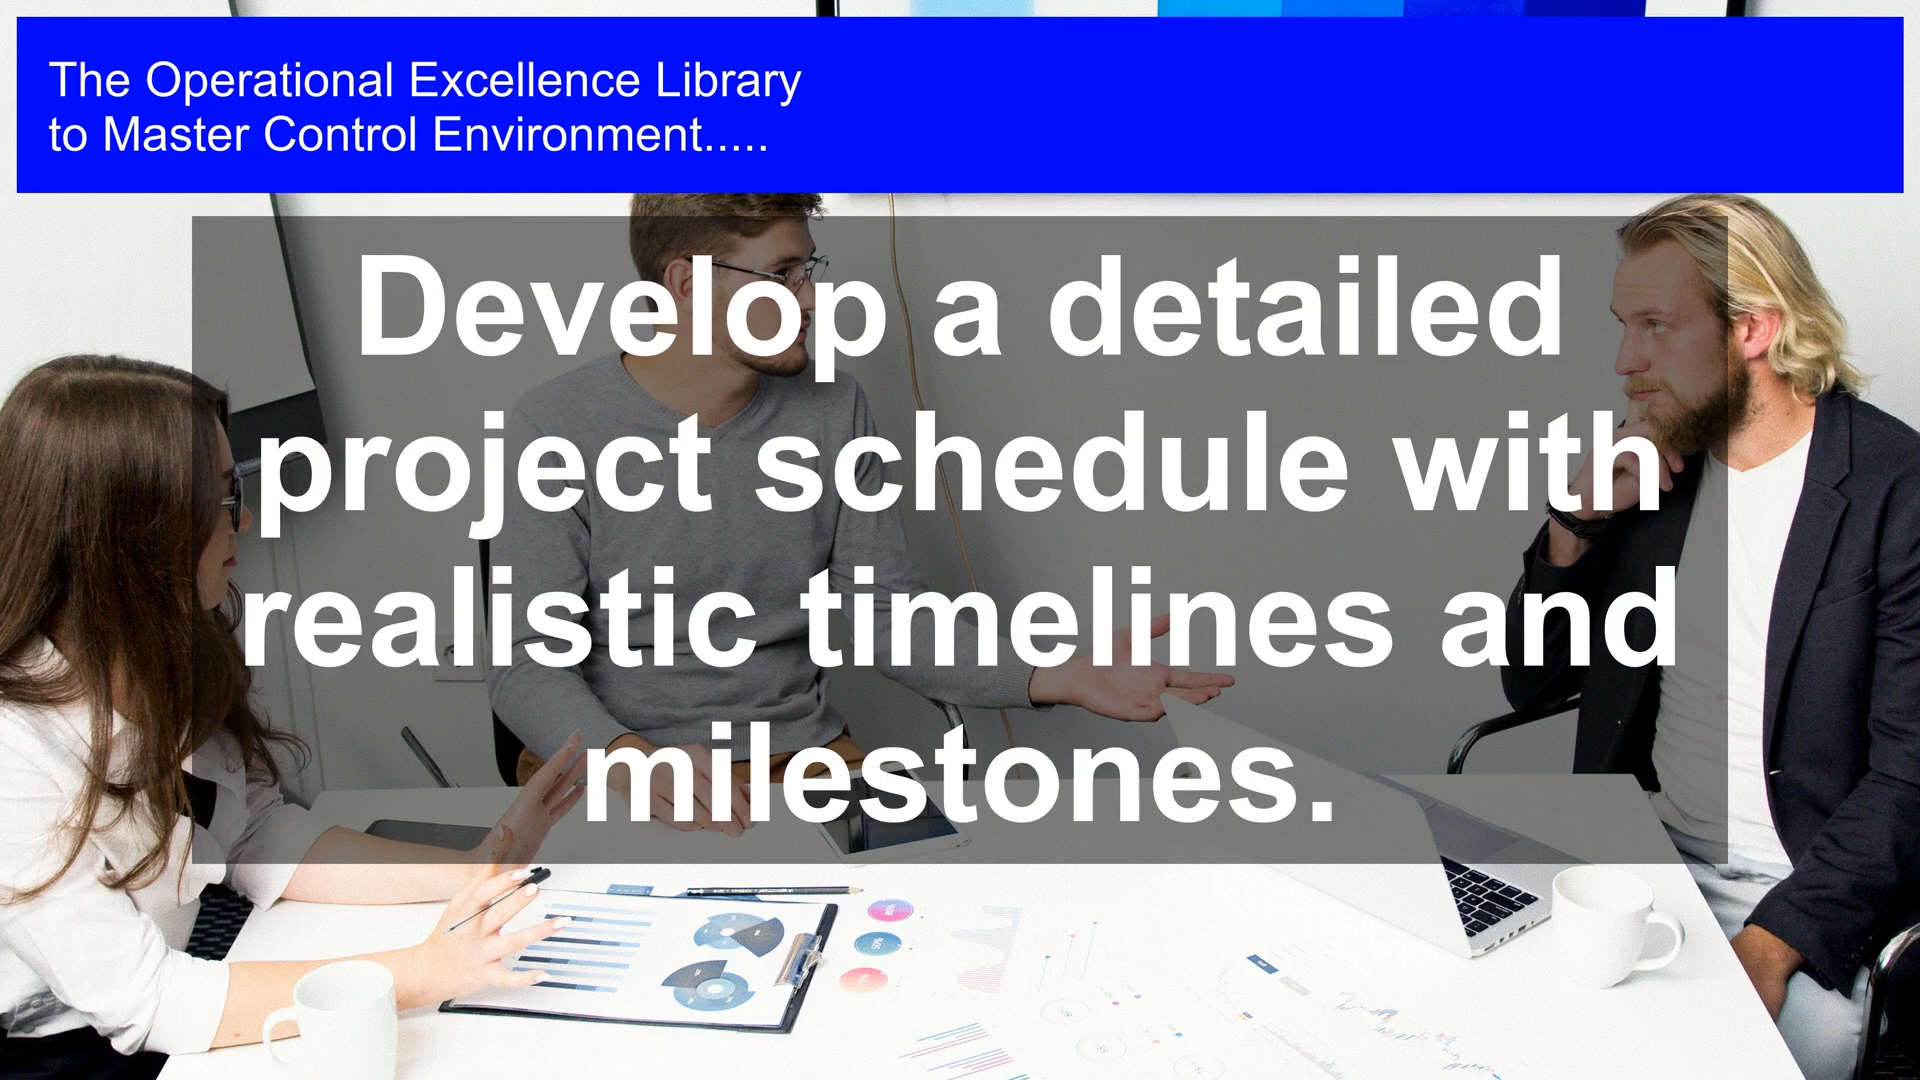 The Operational Excellence Library
to Master Control Environment.....
Develop a detailed
project schedule with
realistic timelines and
milestones.